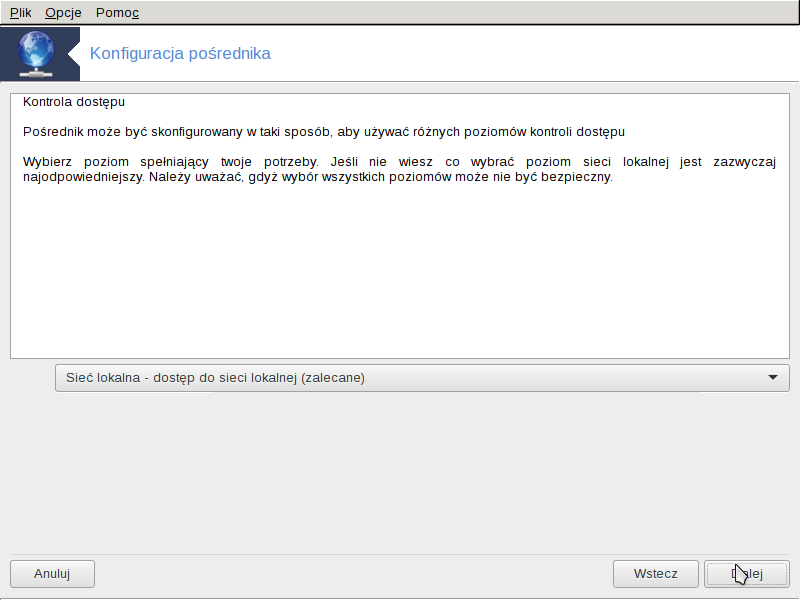 Plik Opcje Pomoc
Konfiguracja pośrednika
Kontrola dostępu
Pośrednik może być skonfigurowany w taki sposób, aby używać różnych poziomów kontroli dostępu
Wybierz poziom spełniający twoje potrzeby. Jeśli nie wiesz co wybrać poziom sieci lokalnej jest zazwyczaj
najodpowiedniejszy. Należy uważać, gdyż wybór wszystkich poziomów może nie być bezpieczny.
Sieć lokalna - dostęp do sieci lokalnej (zalecane)
Anuluj Wstecz Dalej